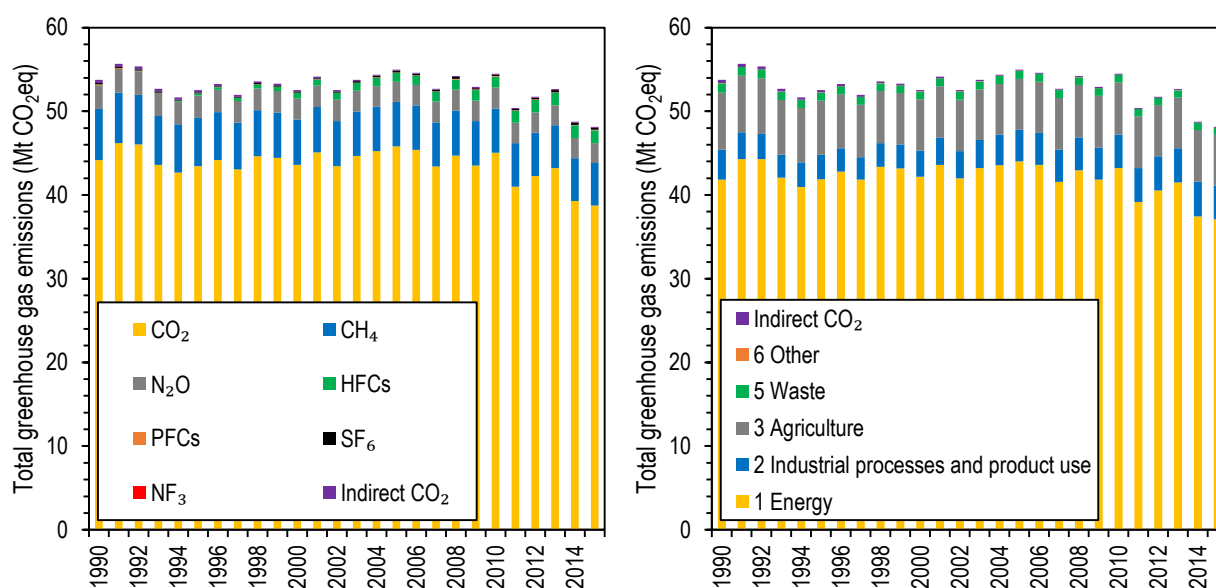 Total greenhouse gas emissions (Mt CO₂eq)
60
50
40
30
20
10
0
CO₂ CH₄
N₂O HFCs
PFCs SF₆
NF₃ Indirect CO₂
1990 1992 1994 1996 1998 2000 2002 2004 2006 2008 2010 2012 2014
Total greenhouse gas emissions (Mt CO₂eq)
60
50
40
30
20
10
0
Indirect CO₂
6 Other
5 Waste
3 Agriculture
2 Industrial processes and product use
1 Energy
1990 1992 1994 1996 1998 2000 2002 2004 2006 2008 2010 2012 2014